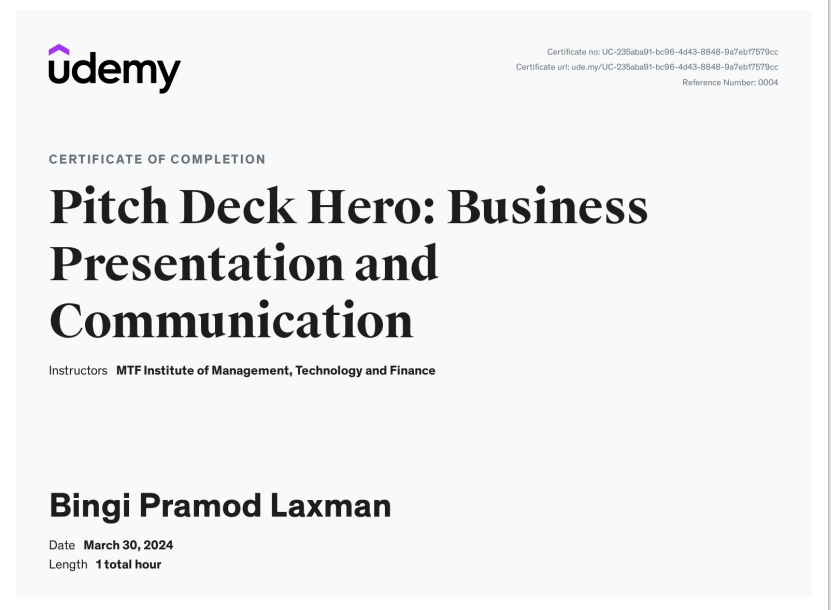 udemy
Certificate no: UC-235aba91-bc96-4d43-8848-9a7eb17579cc
Certificate url: ude.my/UC-235aba91-bc96-4d43-8848-9a7eb17579cc
Reference Number: 0004
CERTIFICATE OF COMPLETION
Pitch Deck Hero: Business
Presentation and
Communication
Instructors MTF Institute of Management, Technology and Finance
Bingi Pramod Laxman
Date March 30, 2024
Length 1 total hour